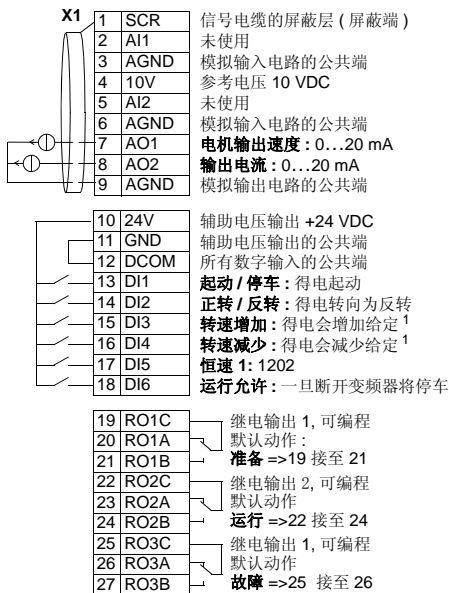 X1
1 SCR 信号电缆的屏蔽层 ( 屏蔽端 )
2 AI1 未使用
3 AGND 模拟输入电路的公共端
4 10V 参考电压 10 VDC
5 AI2 未使用
6 AGND 模拟输入电路的公共端
7 AO1 电机输出速度 : 0…20 mA
8 AO2 输出电流 : 0…20 mA
9 AGND 模拟输出电路的公共端
10 24V 辅助电压输出 +24 VDC
11 GND 辅助电压输出的公共端
12 DCOM 所有数字输入的公共端
13 DI1 起动 / 停车 : 得电起动
14 DI2 正转 / 反转 : 得电转向为反转
15 DI3 转速增加 : 得电会增加给定 1
16 DI4 转速减少 : 得电会减少给定 1
17 DI5 恒速 1: 1202
18 DI6 运行允许 : 一旦断开变频器将停车
19 RO1C 继电输出 1, 可编程
20 RO1A 默认动作 :
21 RO1B 准备 =>19 接至 21
22 RO2C 继电输出 2, 可编程
23 RO2A 默认动作
24 RO2B 运行 =>22 接至 24
25 RO3C 继电输出 1, 可编程
26 RO3A 默认动作
27 RO3B 故障 =>25 接至 26